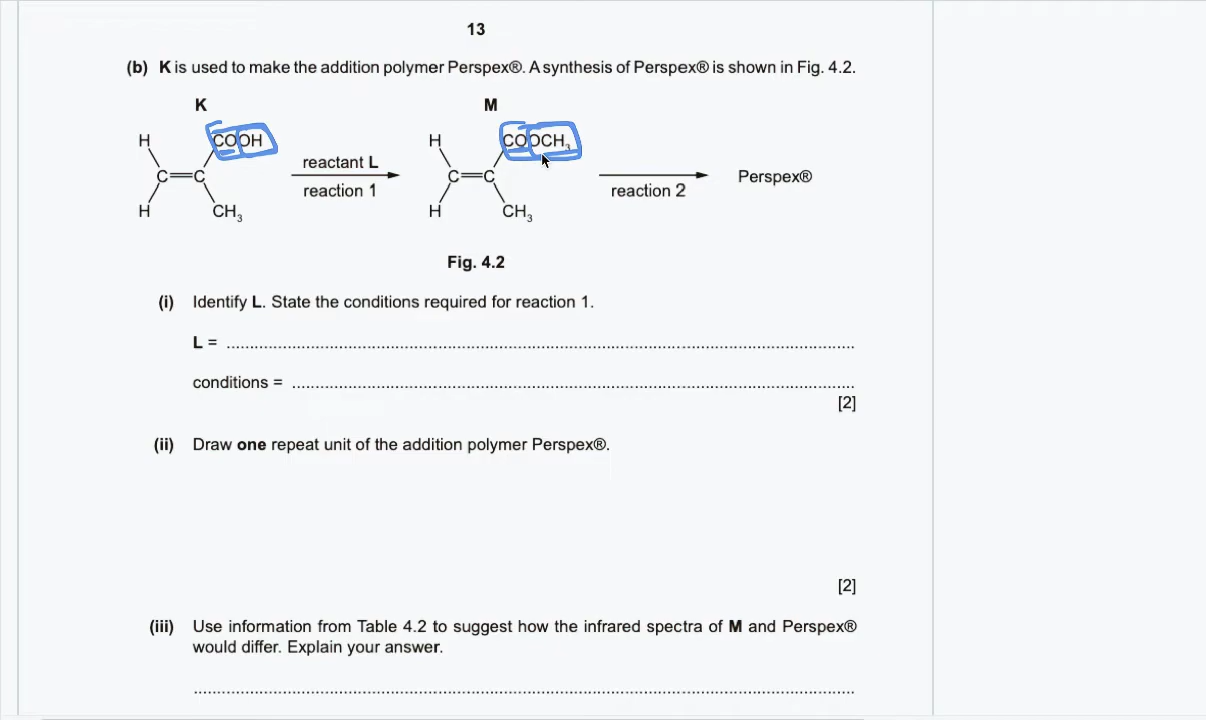 13
(b) K is used to make the addition polymer Perspex®. A synthesis of Perspex® is shown in Fig. 4.2.
K M
H COOH H COOCH₃
reactant L
C=C C=C Perspex®
reaction 1 reaction 2
H CH₃ H CH₃
Fig. 4.2
(i) Identify L. State the conditions required for reaction 1.
L = ..........................................................................................
conditions = ..........................................................................................
[2]
(ii) Draw one repeat unit of the addition polymer Perspex®.
[2]
(iii) Use information from Table 4.2 to suggest how the infrared spectra of M and Perspex®
would differ. Explain your answer.
..........................................................................................